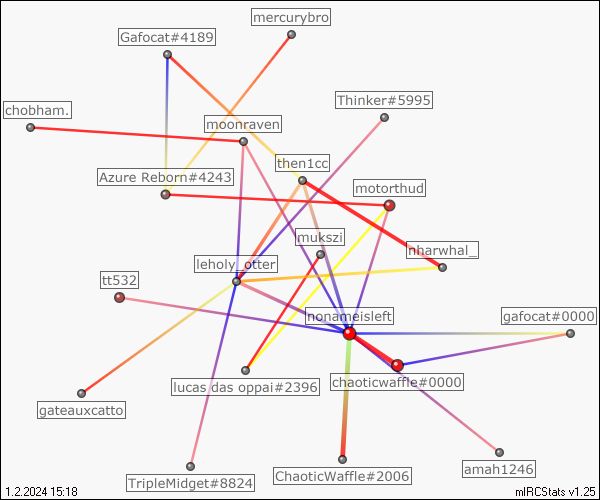 mercurybro
Gafocat#4189
Thinker#5995
chobham.
moonraven
then1cc
Azure Reborn#4243
motorthud
mukszi
nharwhal_
leholy_otter
tt532
nonameisleft
gafocat#0000
chaoticwaffle#0000
lucas das oppai#2396
gateauxcatto
ChaoticWaffle#2006
amah1246
TripleMidget#8824
1.2.2024 15:18
mIRCStats v1.25